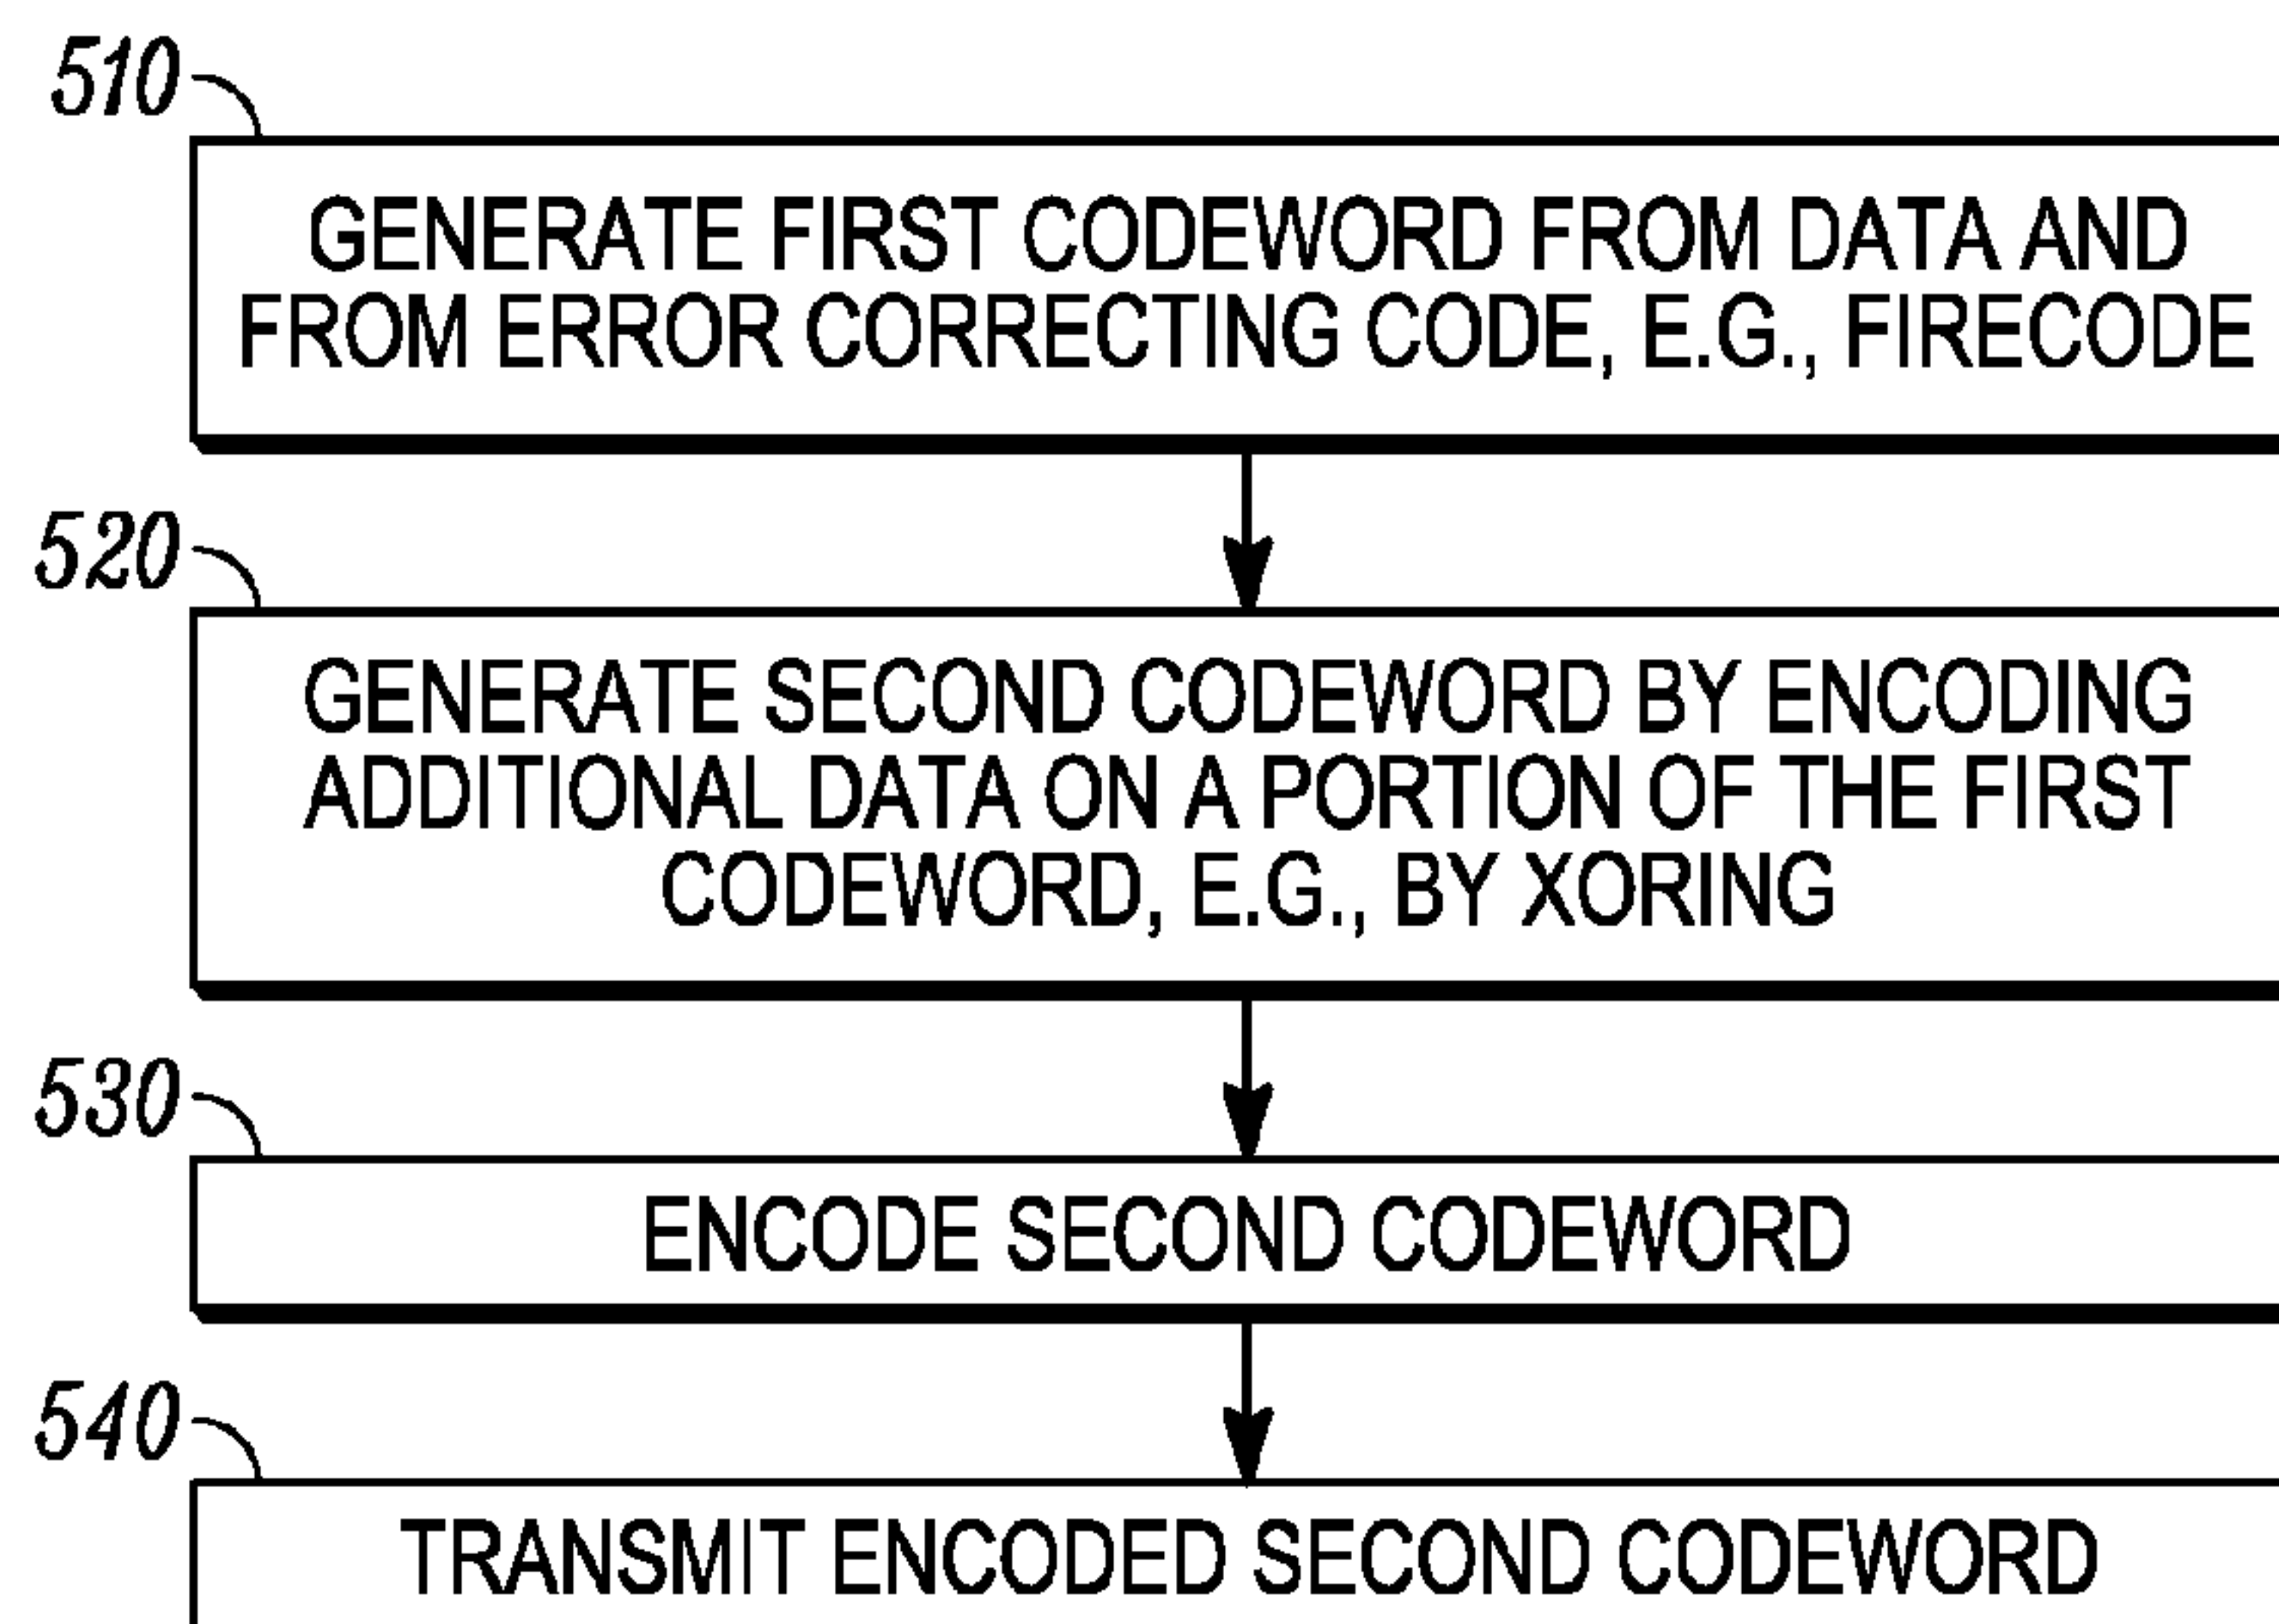 510
GENERATE FIRST CODEWORD FROM DATA AND
FROM ERROR CORRECTING CODE, E.G., FIRECODE
520
GENERATE SECOND CODEWORD BY ENCODING
ADDITIONAL DATA ON A PORTION OF THE FIRST
CODEWORD, E.G., BY XORING
530
ENCODE SECOND CODEWORD
540
TRANSMIT ENCODED SECOND CODEWORD